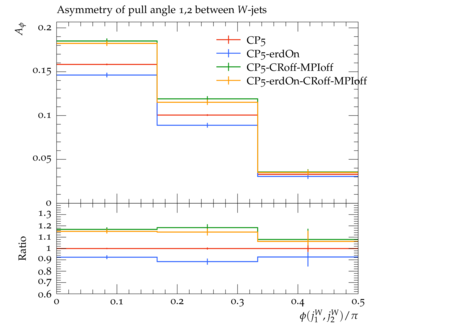 Asymmetry of pull angle 1,2 between W-jets
Aϕ
0.2
0.15
0.1
0.05
0
CP5
CP5-erdOn
CP5-CRoff-MPIoff
CP5-erdOn-CRoff-MPIoff
Ratio
1.3
1.2
1.1
1
0.9
0.8
0.7
0.6
0 0.1 0.2 0.3 0.4 0.5
ϕ(j₁ᵂ, j₂ᵂ)/π